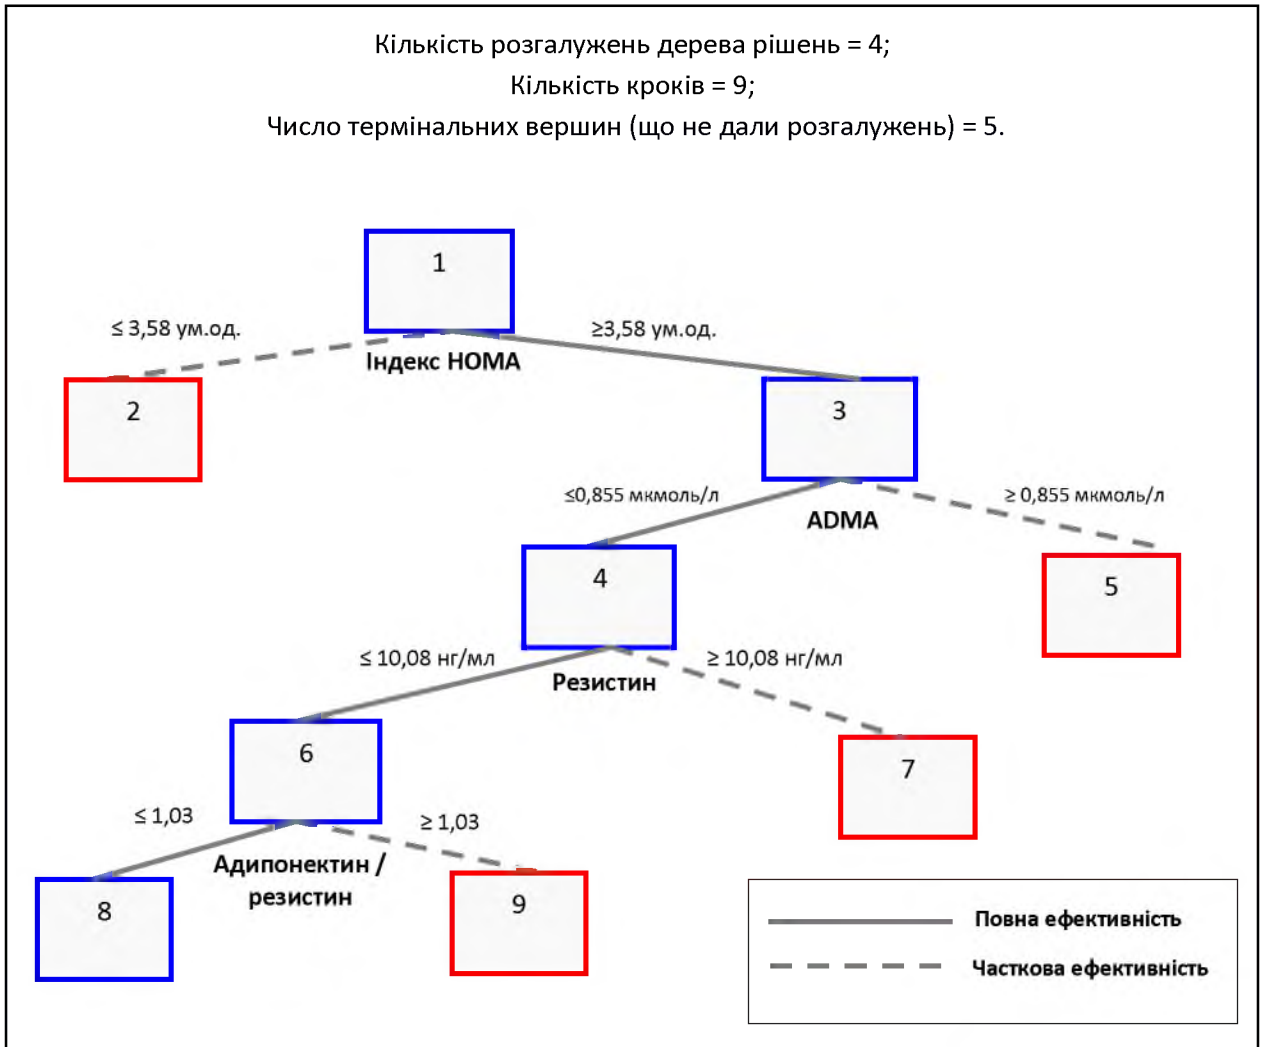 Кількість розгалужень дерева рішень = 4;
Кількість кроків = 9;
Число термінальних вершин (що не дали розгалужень) = 5.
1
≤ 3,58 ум.од.
≥3,58 ум.од.
Індекс НОМА
2
3
≤0,855 мкмоль/л
≥ 0,855 мкмоль/л
ADMA
4
5
≤ 10,08 нг/мл
≥ 10,08 нг/мл
Резистин
6
7
≤ 1,03
≥ 1,03
Адипонектин /
резистин
8
9
Повна ефективність
Часткова ефективність